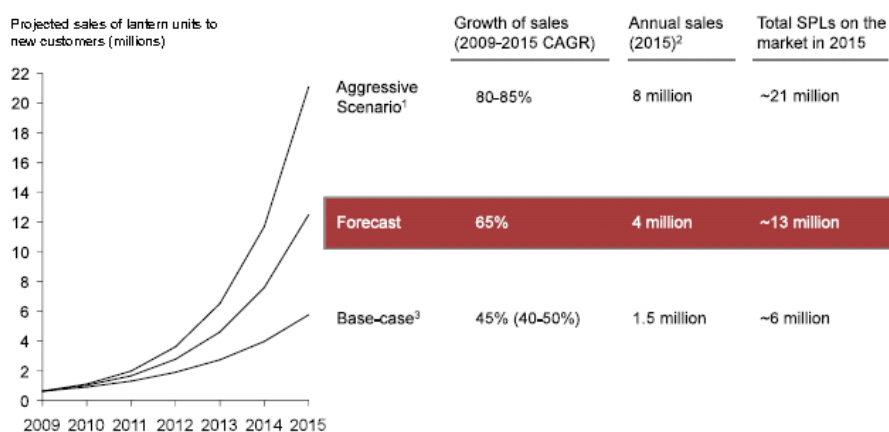 Projected sales of lantern units to
new customers (millions)
Growth of sales
(2009-2015 CAGR)
Annual sales
(2015)²
Total SPLs on the
market in 2015
22
20
18
16
14
12
10
8
6
4
2
0
2009 2010 2011 2012 2013 2014 2015
Aggressive
Scenario¹
80-85%
8 million
~21 million
Forecast
65%
4 million
~13 million
Base-case³
45% (40-50%)
1.5 million
~6 million